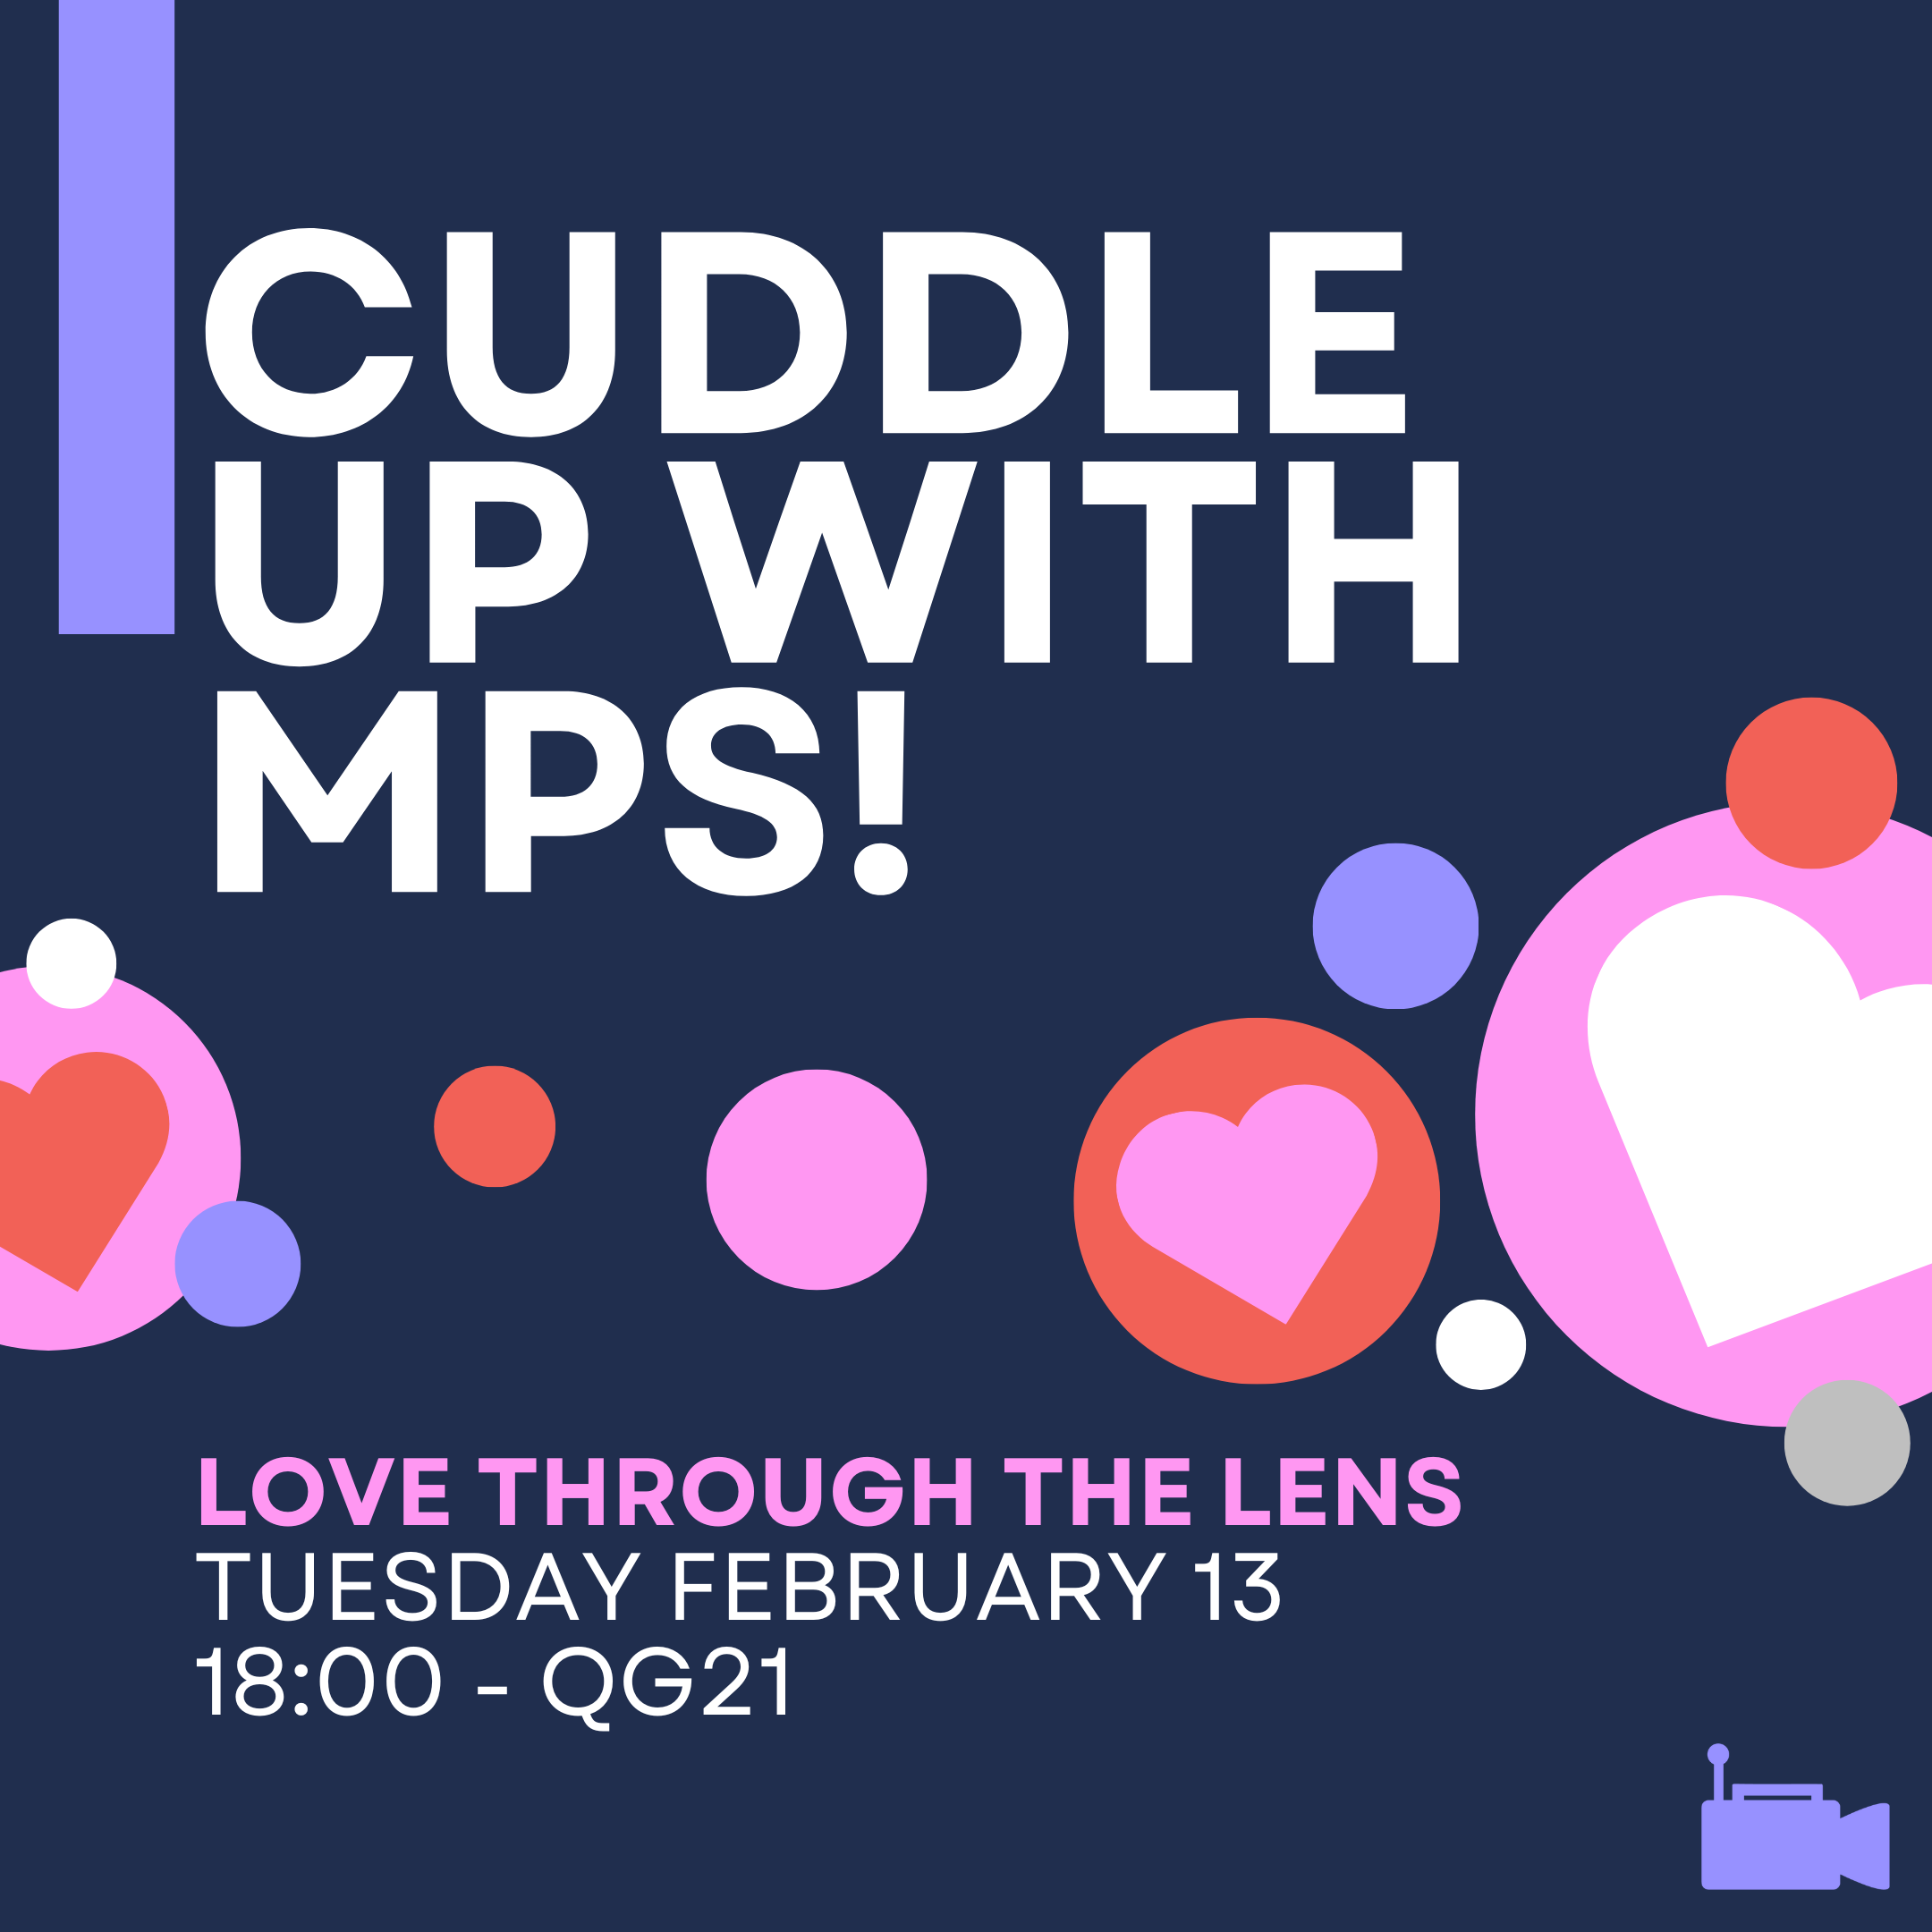 CUDDLE
UP WITH
MPS!
LOVE THROUGH THE LENS
TUESDAY FEBRUARY 13
18:00 - QG21